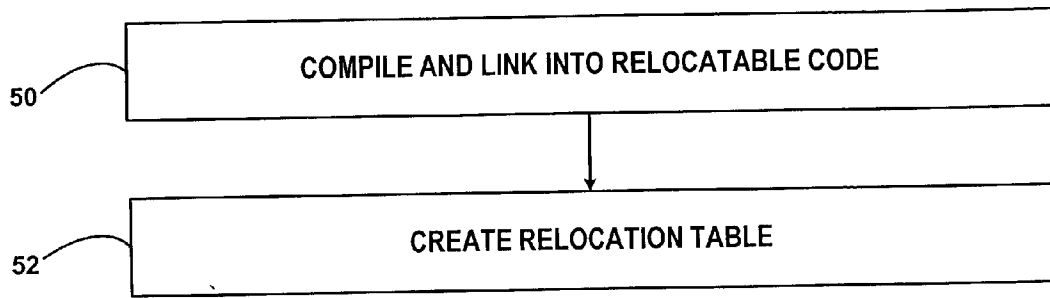 COMPILE AND LINK INTO RELOCATABLE CODE
50
CREATE RELOCATION TABLE
52